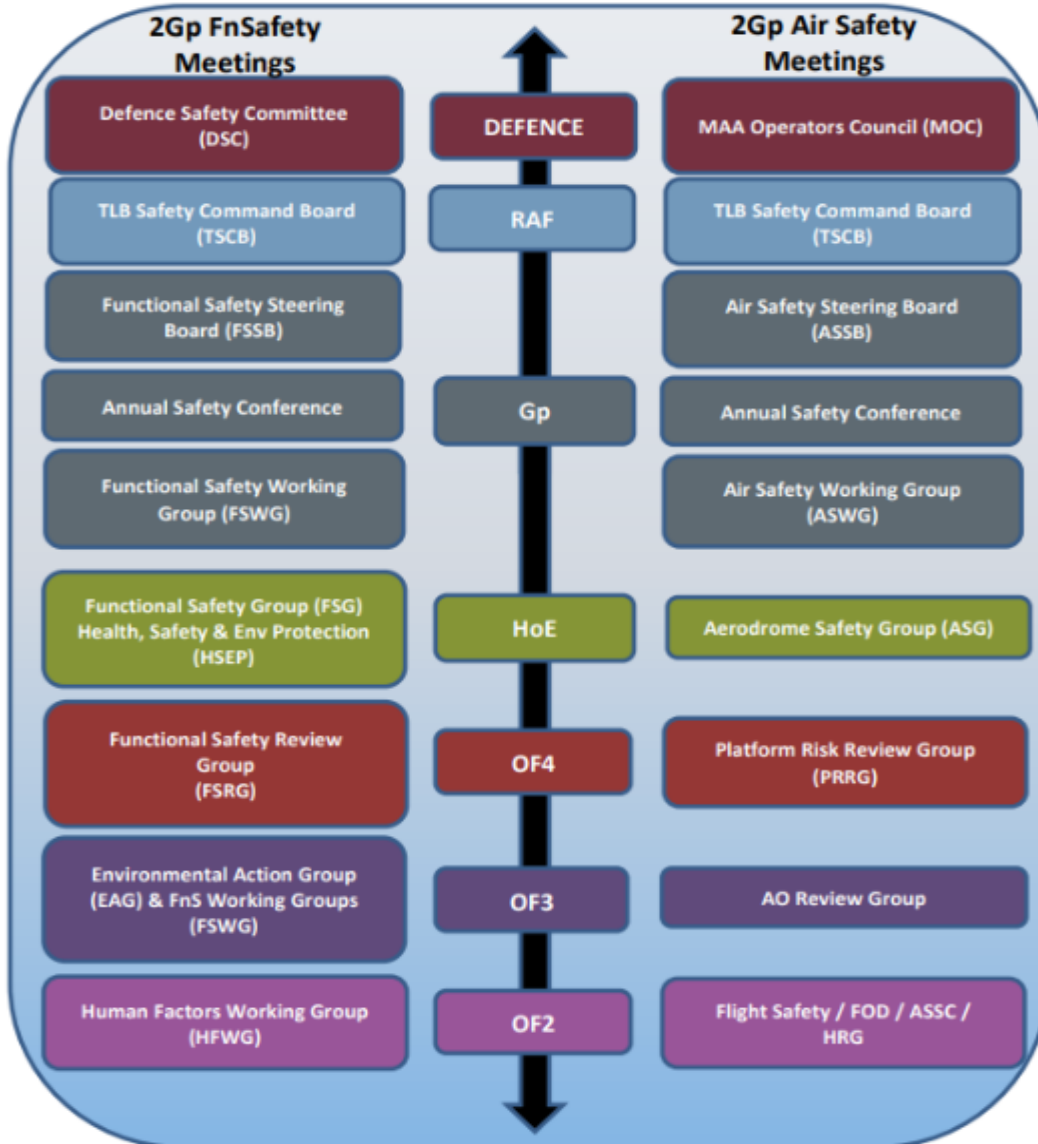 2Gp FnSafety
Meetings
2Gp Air Safety
Meetings
Defence Safety Committee
(DSC)
DEFENCE
MAA Operators Council (MOC)
TLB Safety Command Board
(TSCB)
RAF
TLB Safety Command Board
(TSCB)
Functional Safety Steering
Board (FSSB)
Air Safety Steering Board
(ASSB)
Annual Safety Conference
Gp
Annual Safety Conference
Functional Safety Working
Group (FSWG)
Air Safety Working Group
(ASWG)
Functional Safety Group (FSG)
Health, Safety & Env Protection
(HSEP)
HoE
Aerodrome Safety Group (ASG)
Functional Safety Review
Group
(FSRG)
OF4
Platform Risk Review Group
(PRRG)
Environmental Action Group
(EAG) & FnS Working Groups
(FSWG)
OF3
AO Review Group
Human Factors Working Group
(HFWG)
OF2
Flight Safety / FOD / ASSC /
HRG